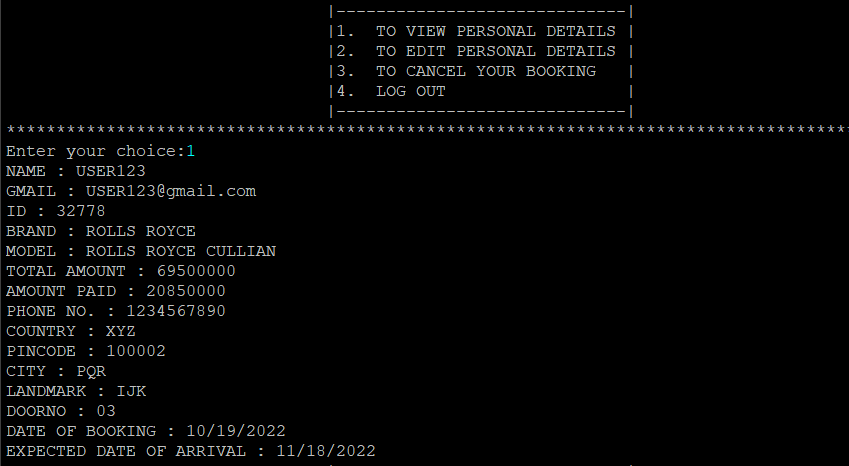 |-----------------------------|
|1.  TO VIEW PERSONAL DETAILS |
|2.  TO EDIT PERSONAL DETAILS |
|3.  TO CANCEL YOUR BOOKING   |
|4.  LOG OUT                  |
|-----------------------------|
*************************************************************************************
Enter your choice:1
NAME : USER123
GMAIL : USER123@gmail.com
ID : 32778
BRAND : ROLLS ROYCE
MODEL : ROLLS ROYCE CULLIAN
TOTAL AMOUNT : 69500000
AMOUNT PAID : 20850000
PHONE NO. : 1234567890
COUNTRY : XYZ
PINCODE : 100002
CITY : PQR
LANDMARK : IJK
DOORNO : 03
DATE OF BOOKING : 10/19/2022
EXPECTED DATE OF ARRIVAL : 11/18/2022